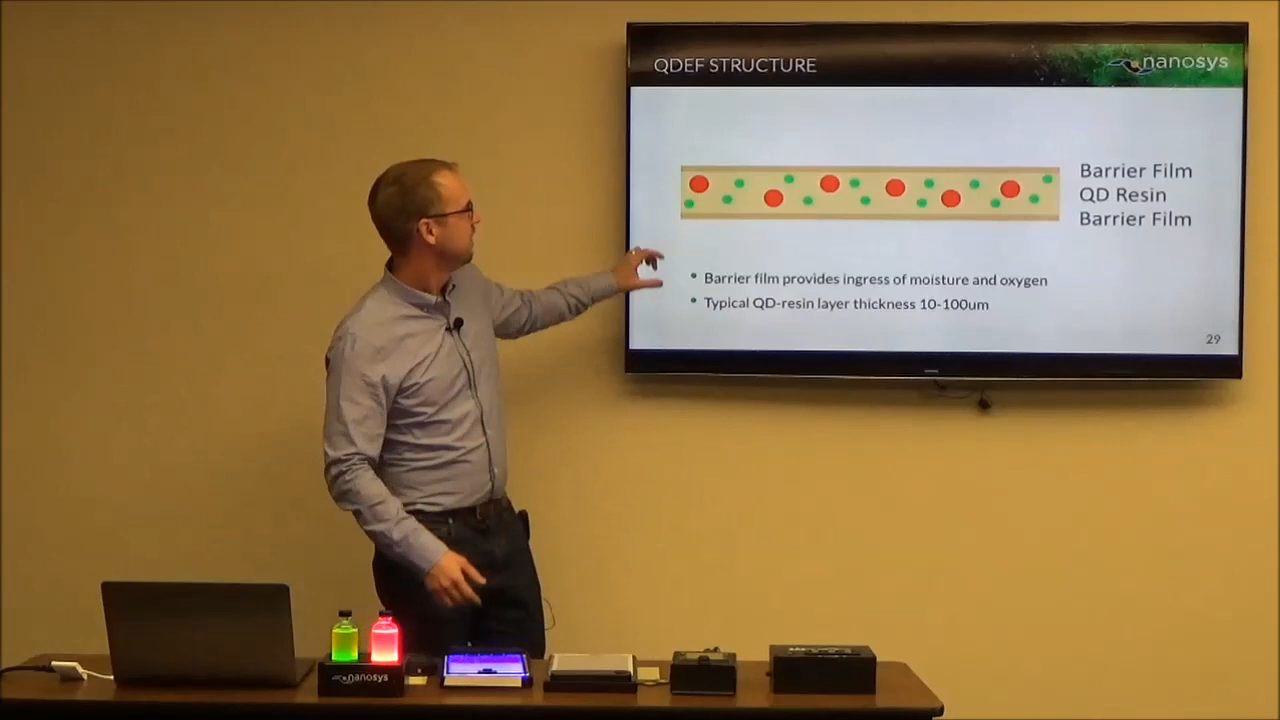 QDEF STRUCTURE
nanosys
Barrier Film
QD Resin
Barrier Film
• Barrier film provides ingress of moisture and oxygen
• Typical QD-resin layer thickness 10-100um
29
nanosys